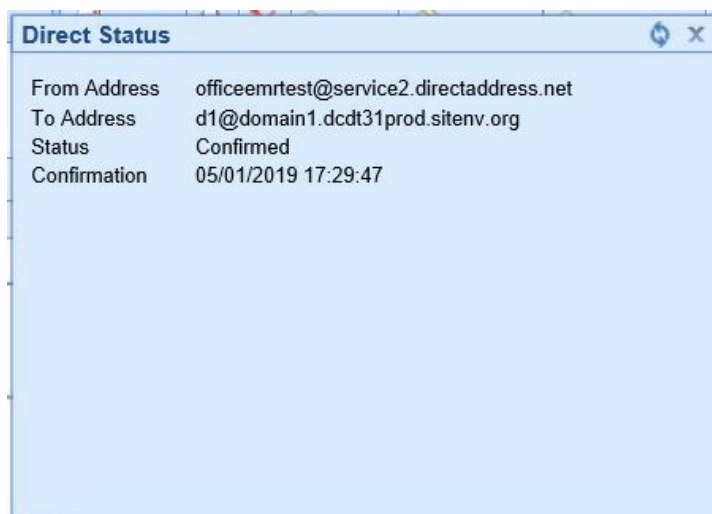 Direct Status
From Address officeemrtest@service2.directaddress.net
To Address d1@domain1.dcdt31prod.sitenv.org
Status Confirmed
Confirmation 05/01/2019 17:29:47